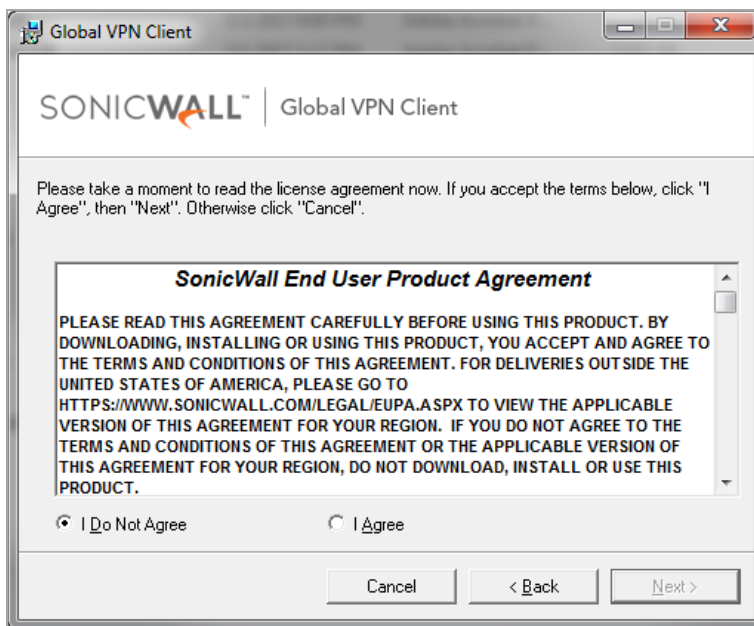 Global VPN Client
SONICWALL™ Global VPN Client
Please take a moment to read the license agreement now. If you accept the terms below, click "I
Agree", then "Next". Otherwise click "Cancel".
SonicWall End User Product Agreement
PLEASE READ THIS AGREEMENT CAREFULLY BEFORE USING THIS PRODUCT. BY
DOWNLOADING, INSTALLING OR USING THIS PRODUCT, YOU ACCEPT AND AGREE TO
THE TERMS AND CONDITIONS OF THIS AGREEMENT. FOR DELIVERIES OUTSIDE THE
UNITED STATES OF AMERICA, PLEASE GO TO
HTTPS://WWW.SONICWALL.COM/LEGAL/EUPA.ASPX TO VIEW THE APPLICABLE
VERSION OF THIS AGREEMENT FOR YOUR REGION. IF YOU DO NOT AGREE TO THE
TERMS AND CONDITIONS OF THIS AGREEMENT OR THE APPLICABLE VERSION OF
THIS AGREEMENT FOR YOUR REGION, DO NOT DOWNLOAD, INSTALL OR USE THIS
PRODUCT.
I Do Not Agree I Agree
Cancel < Back Next >